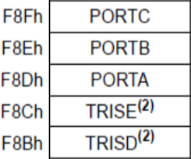 F8Fh PORTC
F8Eh PORTB
F8Dh PORTA
F8Ch TRISE(2)
F8Bh TRISD(2)